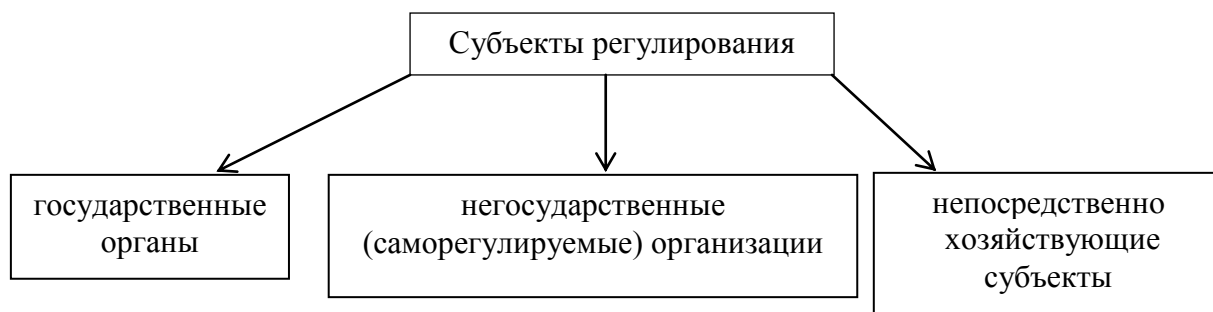 Субъекты регулирования
государственные
органы
негосударственные
(саморегулируемые) организации
непосредственно
хозяйствующие
субъекты